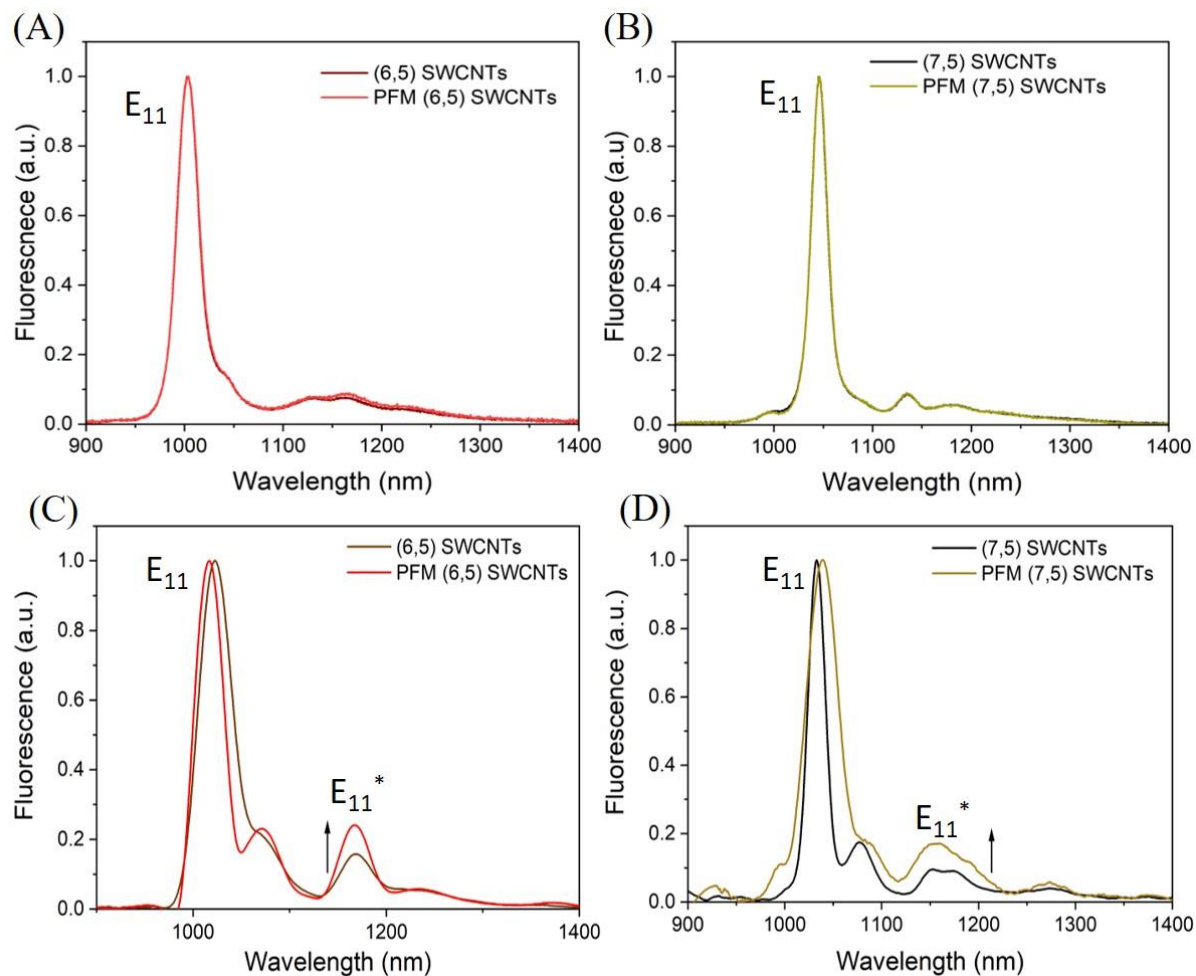 (A)
(6,5) SWCNTs
PFM (6,5) SWCNTs
E11
Fluorescnece (a.u.)
1.0
0.8
0.6
0.4
0.2
0.0
900 1000 1100 1200 1300 1400
Wavelength (nm)
(B)
(7,5) SWCNTs
PFM (7,5) SWCNTs
E11
Fluorescnece (a.u)
1.0
0.8
0.6
0.4
0.2
0.0
900 1000 1100 1200 1300 1400
Wavelength (nm)
(C)
(6,5) SWCNTs
PFM (6,5) SWCNTs
E11
E11*
Fluorescence (a.u.)
1.0
0.8
0.6
0.4
0.2
0.0
1000 1200 1400
Wavelength (nm)
(D)
(7,5) SWCNTs
PFM (7,5) SWCNTs
E11
E11*
Fluorescence (a.u.)
1.0
0.8
0.6
0.4
0.2
0.0
900 1000 1100 1200 1300 1400
Wavelength (nm)